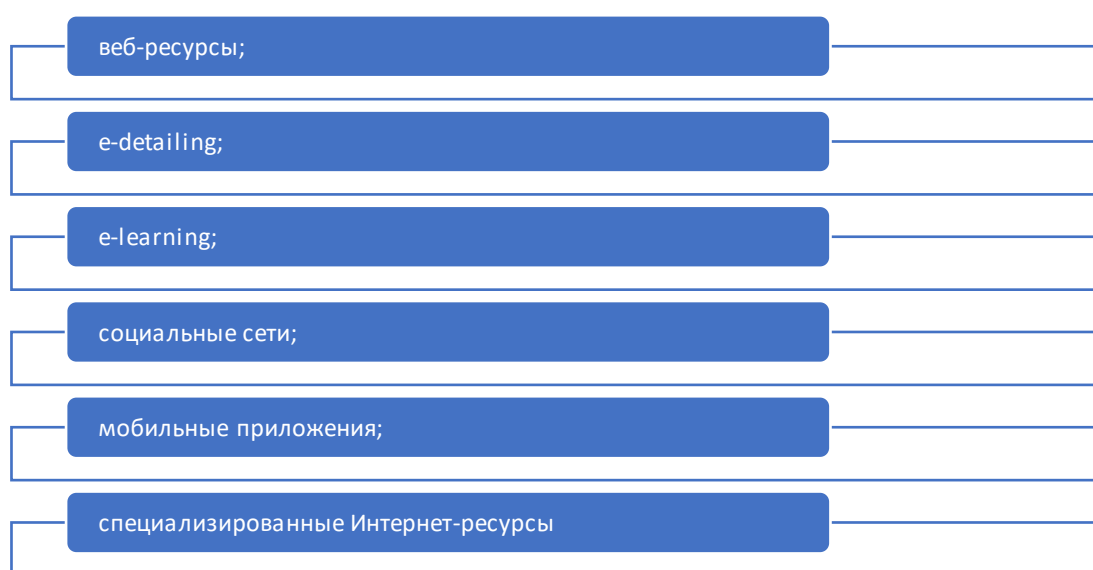 веб-ресурсы;
e-detailing;
e-learning;
социальные сети;
мобильные приложения;
специализированные Интернет-ресурсы